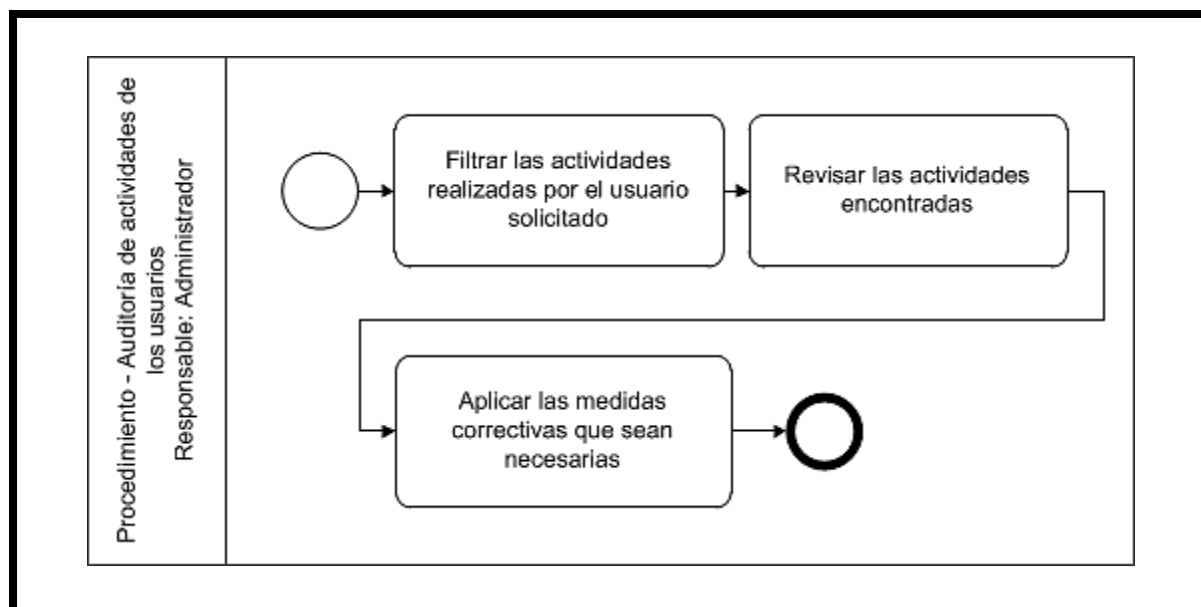 Procedimiento - Auditoría de actividades de
los usuarios
Responsable: Administrador
Filtrar las actividades
realizadas por el usuario
solicitado
Revisar las actividades
encontradas
Aplicar las medidas
correctivas que sean
necesarias